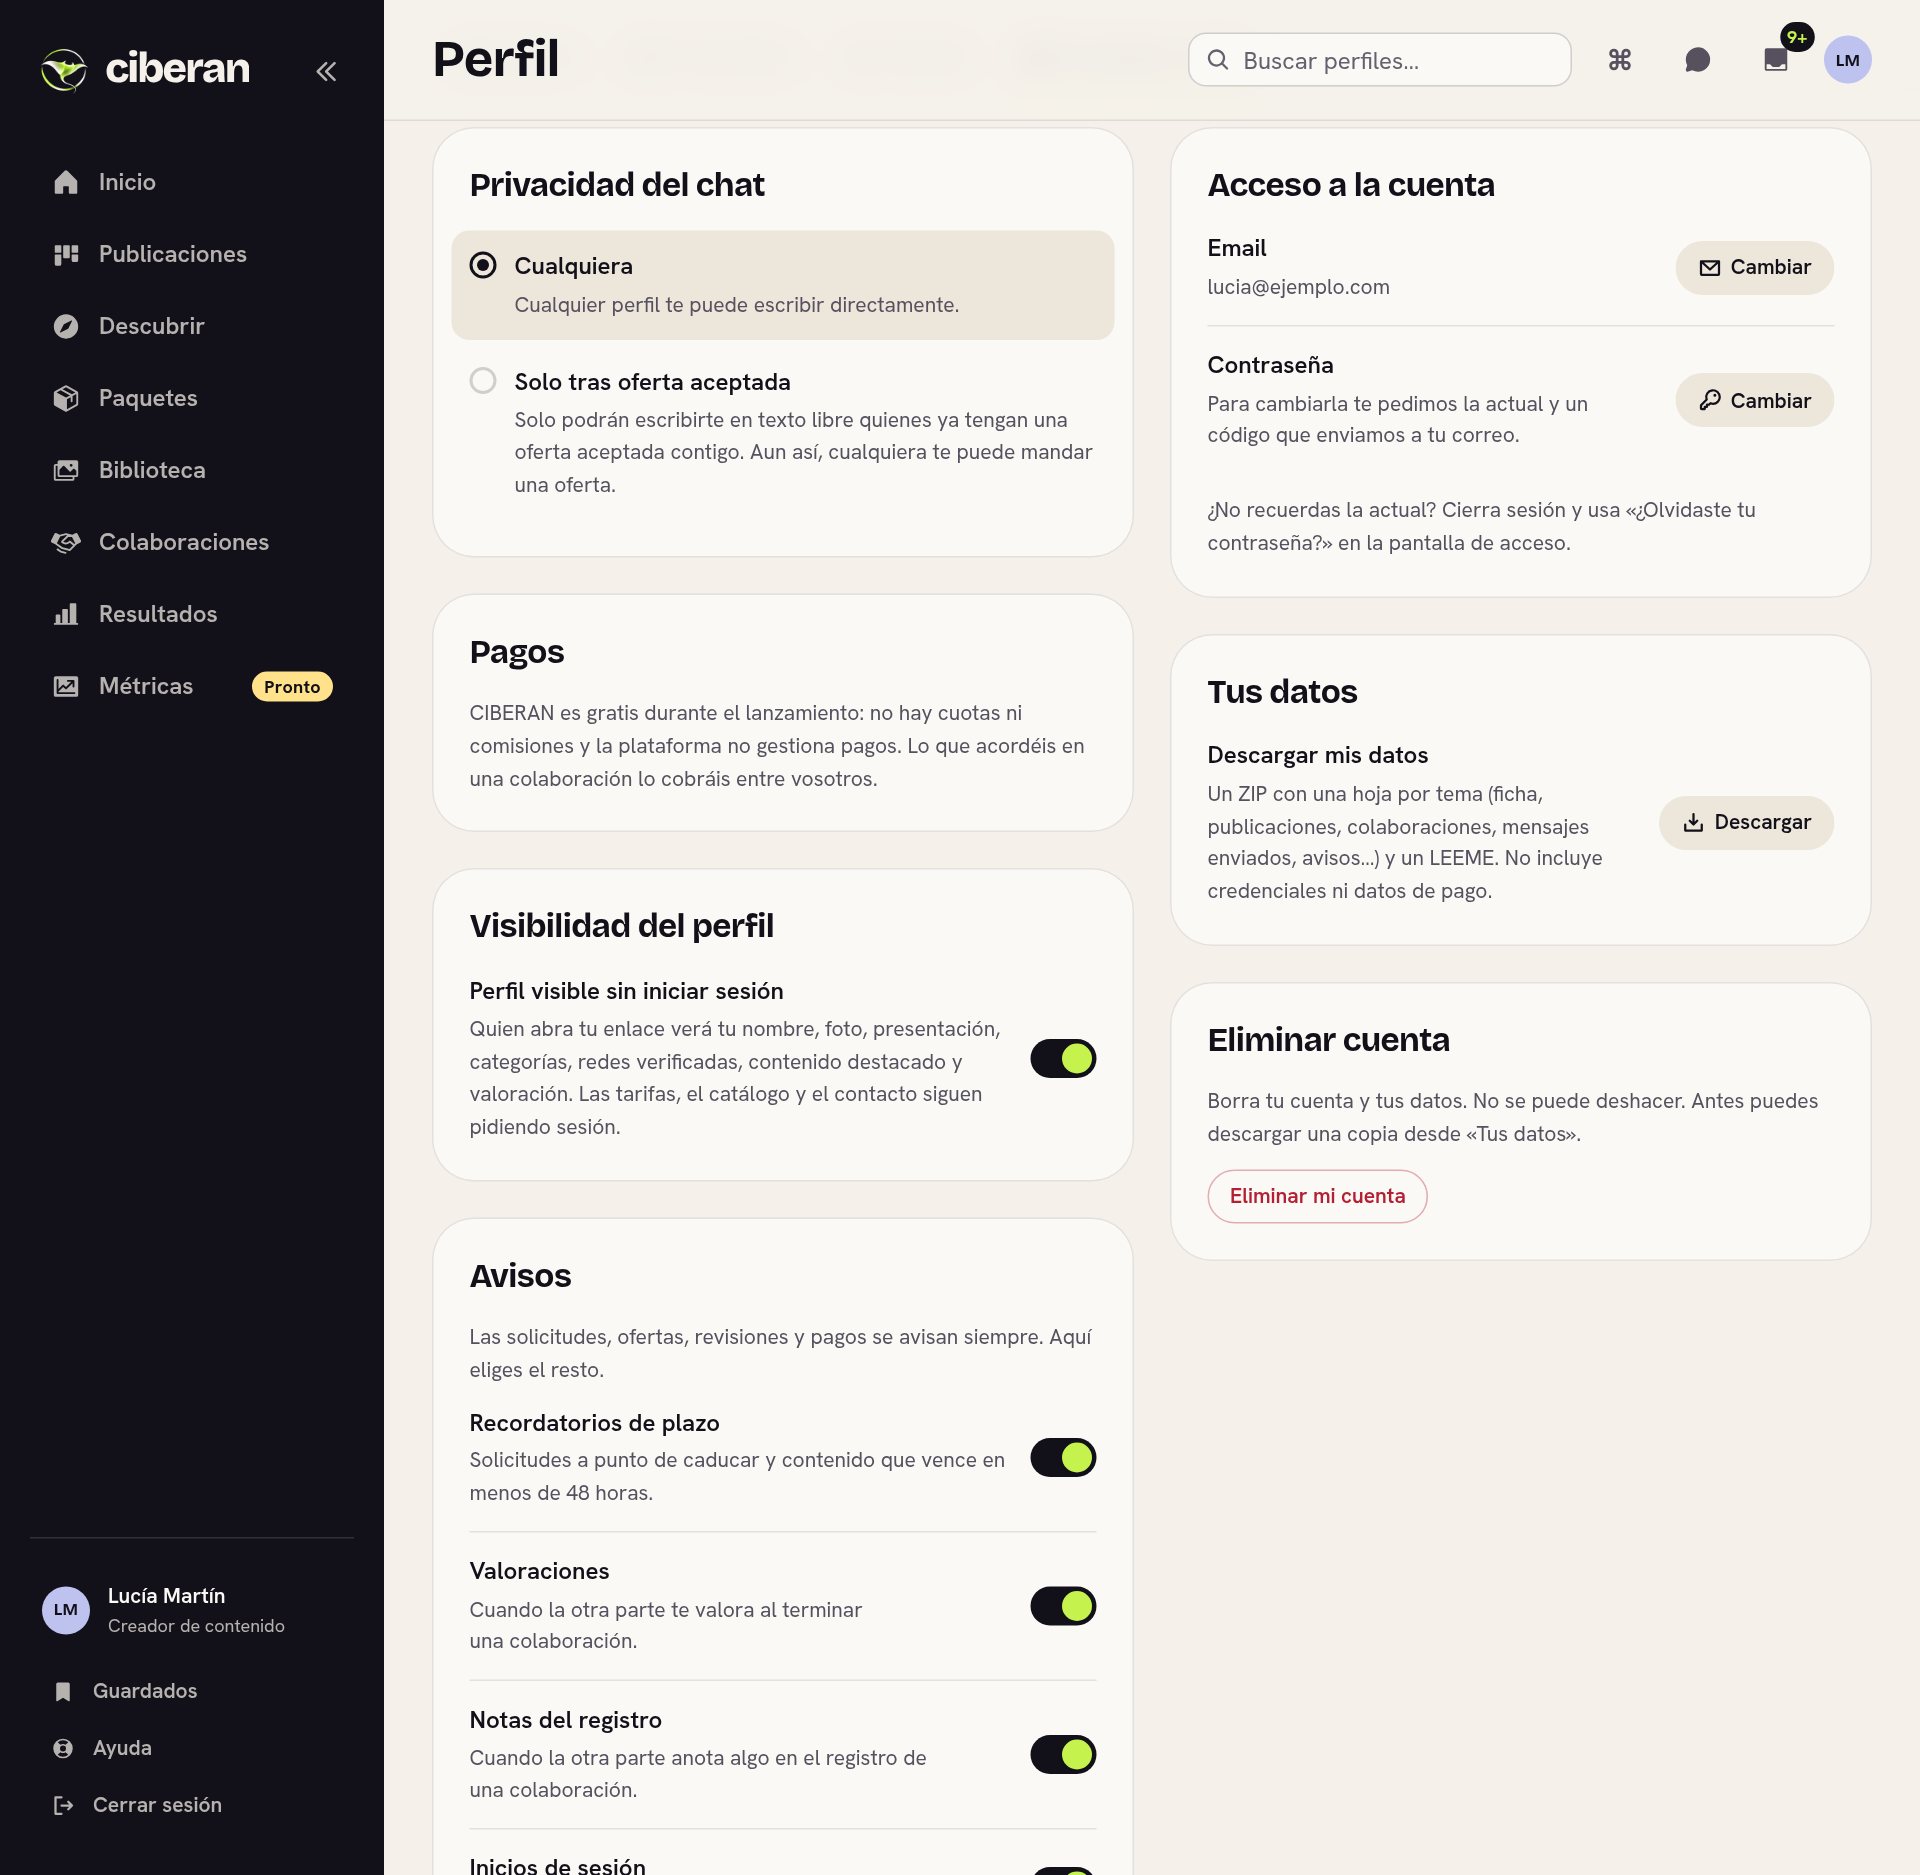 ciberan
Inicio
Publicaciones
Descubrir
Paquetes
Biblioteca
Colaboraciones
Resultados
Métricas
Pronto
LM
Lucía Martín
Creador de contenido
Guardados
Ayuda
Cerrar sesión
Perfil
Buscar perfiles...
9+
LM
Privacidad del chat
Cualquiera
Cualquier perfil te puede escribir directamente.
Solo tras oferta aceptada
Solo podrán escribirte en texto libre quienes ya tengan una
oferta aceptada contigo. Aun así, cualquiera te puede mandar
una oferta.
Pagos
CIBERAN es gratis durante el lanzamiento: no hay cuotas ni
comisiones y la plataforma no gestiona pagos. Lo que acordéis en
una colaboración lo cobráis entre vosotros.
Visibilidad del perfil
Perfil visible sin iniciar sesión
Quien abra tu enlace verá tu nombre, foto, presentación,
categorías, redes verificadas, contenido destacado y
valoración. Las tarifas, el catálogo y el contacto siguen
pidiendo sesión.
Avisos
Las solicitudes, ofertas, revisiones y pagos se avisan siempre. Aquí
eliges el resto.
Recordatorios de plazo
Solicitudes a punto de caducar y contenido que vence en
menos de 48 horas.
Valoraciones
Cuando la otra parte te valora al terminar
una colaboración.
Notas del registro
Cuando la otra parte anota algo en el registro de
una colaboración.
Inicios de sesión
Acceso a la cuenta
Email
lucia@ejemplo.com
Cambiar
Contraseña
Para cambiarla te pedimos la actual y un
código que enviamos a tu correo.
Cambiar
¿No recuerdas la actual? Cierra sesión y usa «¿Olvidaste tu
contraseña?» en la pantalla de acceso.
Tus datos
Descargar mis datos
Un ZIP con una hoja por tema (ficha,
publicaciones, colaboraciones, mensajes
enviados, avisos...) y un LEEME. No incluye
credenciales ni datos de pago.
Descargar
Eliminar cuenta
Borra tu cuenta y tus datos. No se puede deshacer. Antes puedes
descargar una copia desde «Tus datos».
Eliminar mi cuenta